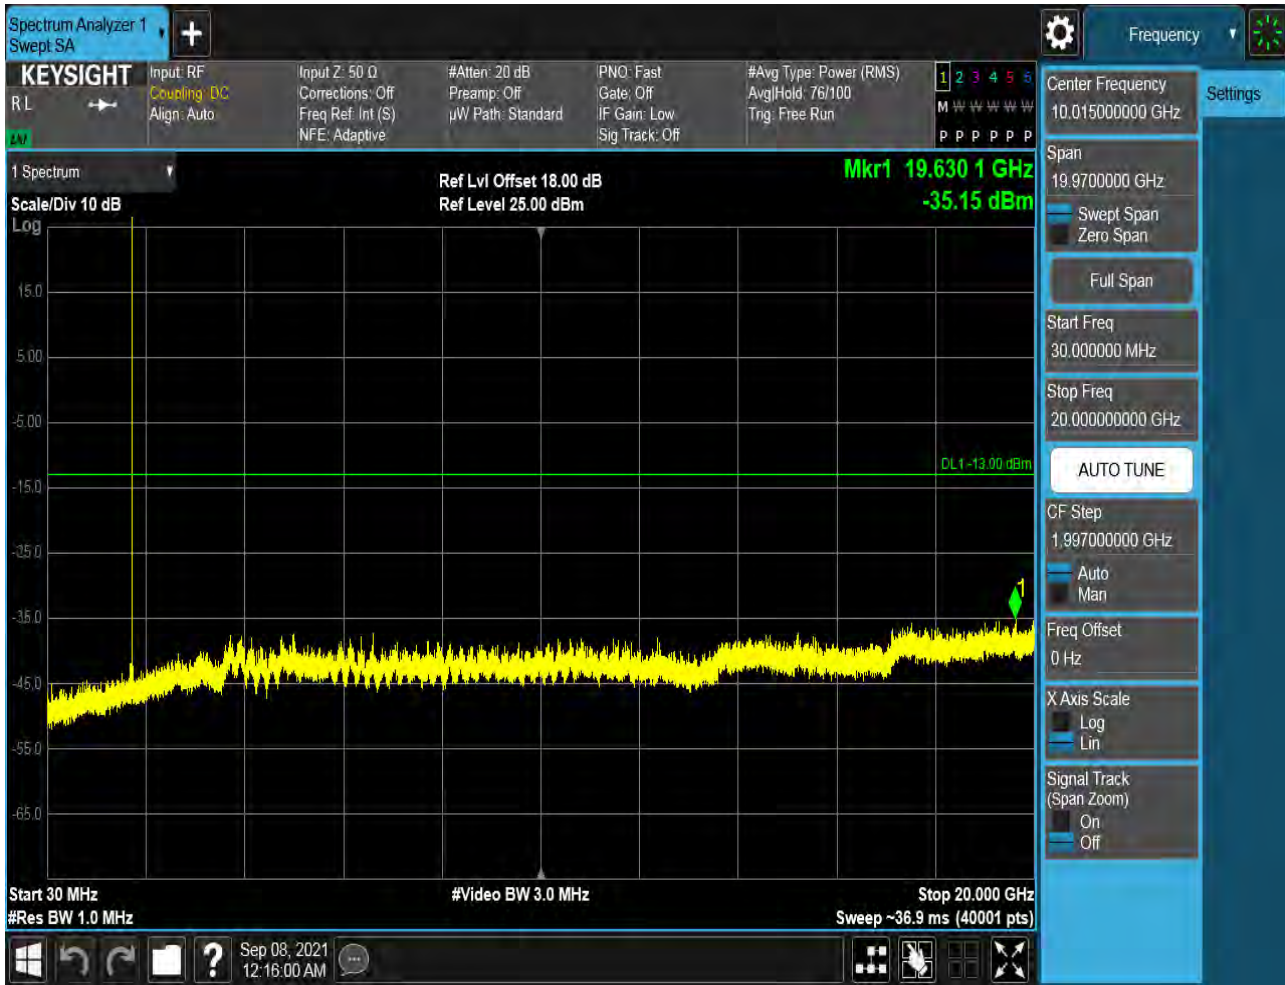 Spectrum Analyzer 1
Swept SA
Frequency
KEYSIGHT
R L
Input: RF
Coupling: DC
Align: Auto
Input Z: 50 Ω
Corrections: Off
Freq Ref: Int (S)
NFE: Adaptive
#Atten: 20 dB
Preamp: Off
µW Path: Standard
PNO: Fast
Gate: Off
IF Gain: Low
Sig Track: Off
#Avg Type: Power (RMS)
Avg|Hold: 76/100
Trig: Free Run
1 2 3 4 5 6
M W W W W W
P P P P P P
1 Spectrum
Scale/Div 10 dB
Log
Ref Lvl Offset 18.00 dB
Ref Level 25.00 dBm
Mkr1 19.630 1 GHz
-35.15 dBm
15.0
5.00
-5.00
-15.0
-25.0
-35.0
-45.0
-55.0
-65.0
DL1 -13.00 dBm
1
Start 30 MHz
#Res BW 1.0 MHz
#Video BW 3.0 MHz
Stop 20.000 GHz
Sweep ~36.9 ms (40001 pts)
Center Frequency
10.015000000 GHz
Span
19.9700000 GHz
Swept Span
Zero Span
Full Span
Start Freq
30.000000 MHz
Stop Freq
20.000000000 GHz
AUTO TUNE
CF Step
1.997000000 GHz
Auto
Man
Freq Offset
0 Hz
X Axis Scale
Log
Lin
Signal Track
(Span Zoom)
On
Off
Settings
?
Sep 08, 2021
12:16:00 AM